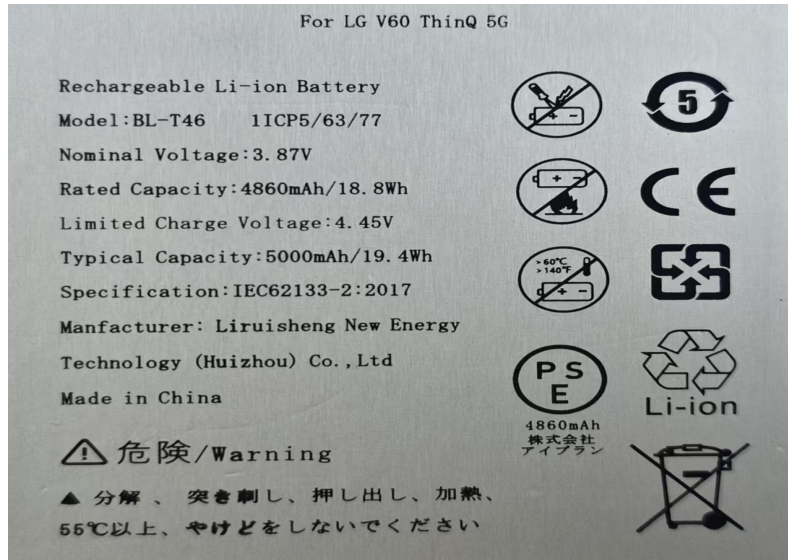 For LG V60 ThinQ 5G
Rechargeable Li-ion Battery
Model:BL-T46 1ICP5/63/77
Nominal Voltage:3.87V
Rated Capacity:4860mAh/18.8Wh
Limited Charge Voltage:4.45V
Typical Capacity:5000mAh/19.4Wh
Specification:IEC62133-2:2017
Manfacturer: Liruisheng New Energy
Technology (Huizhou) Co.,Ltd
Made in China
危険/Warning
▲ 分解 、 突き刺し、押し出し、加熱、
55℃以上、やけどをしないでください
5
CE
>60℃
>140℉
PS
E
4860mAh
株式会社
アイプラン
Li-ion